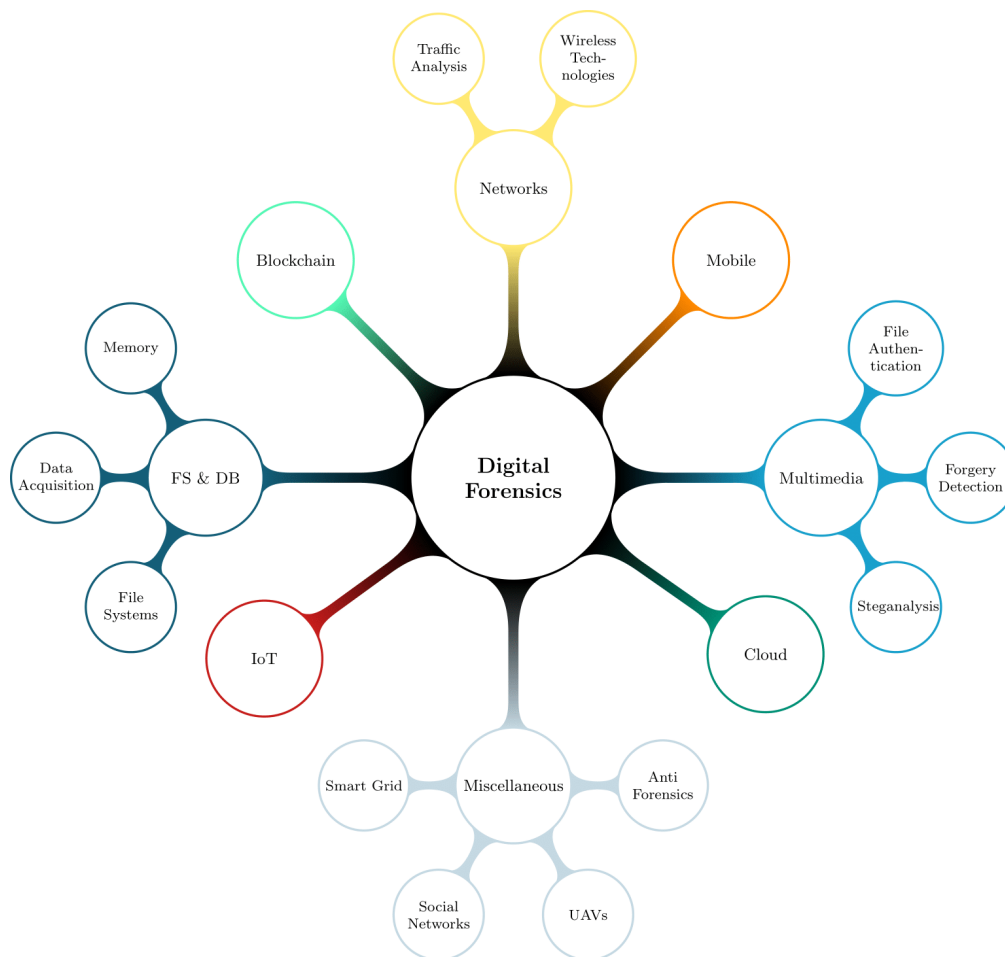 Traffic
Analysis
Wireless
Tech-
nologies
Networks
Blockchain
Mobile
Memory
File
Authen-
tication
Data
Acquisition
FS & DB
Digital
Forensics
Multimedia
Forgery
Detection
File
Systems
Steganalysis
IoT
Cloud
Smart Grid
Miscellaneous
Anti
Forensics
Social
Networks
UAVs